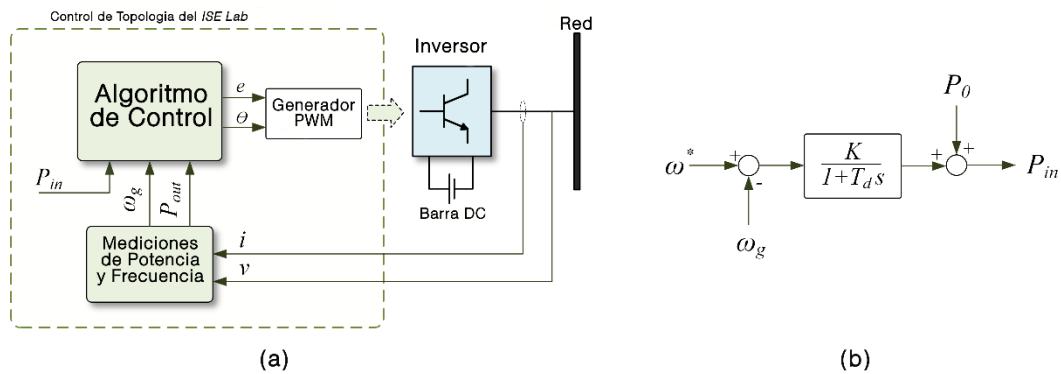 Control de Topologia del ISE Lab
Algoritmo
de Control
e
Θ
Generador
PWM
Inversor
Red
Barra DC
P_in
ω_g
P_out
Mediciones
de Potencia
y Frecuencia
i
v
(a)
P_0
ω*
+
-
K
1+T_d s
+
+
P_in
ω_g
(b)